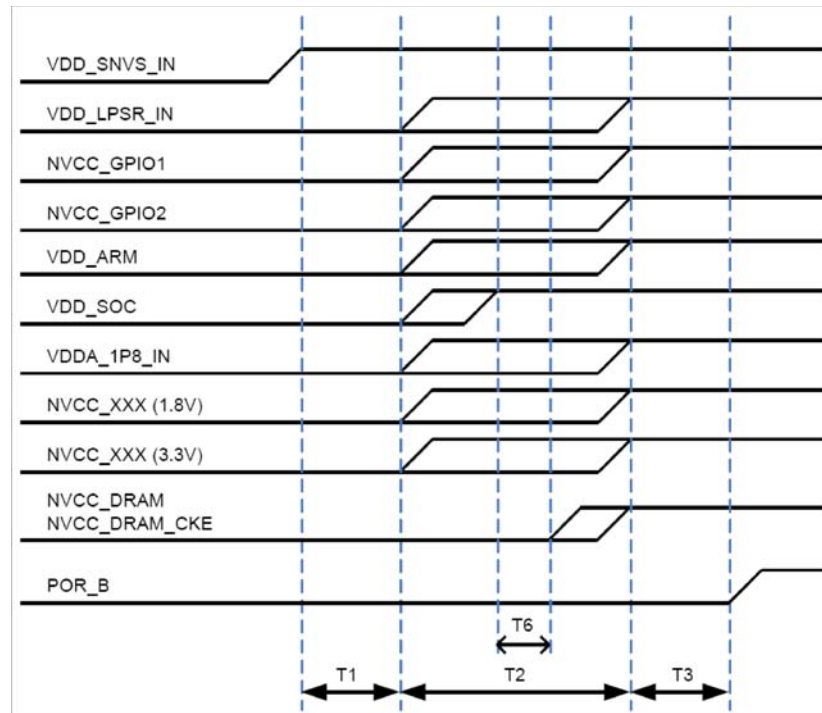 VDD_SNVS_IN
VDD_LPSR_IN
NVCC_GPIO1
NVCC_GPIO2
VDD_ARM
VDD_SOC
VDDA_1P8_IN
NVCC_XXX (1.8V)
NVCC_XXX (3.3V)
NVCC_DRAM
NVCC_DRAM_CKE
POR_B
T6
T1 T2 T3